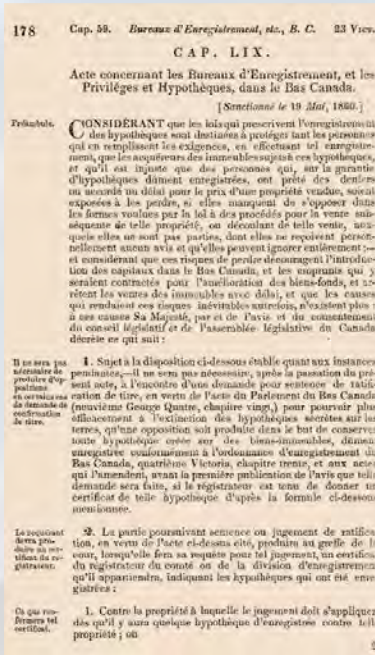 178 Cap. 59. Bureaux d'Enregistrement, etc., B. C. 23 VICT.
CAP. LIX.
Acte concernant les Bureaux d'Enregistrement, et les
Privilèges et Hypothèques, dans le Bas Canada.
[Sanctionné le 19 Mai, 1860.]
Préambule.
CONSIDÉRANT que les lois qui prescrivent l'enregistrement
des hypothèques sont destinées à protéger tant les personnes
qui en remplissent les exigences, en effectuant tel enregistre-
ment, que les acquéreurs des immeubles sujets à ces hypothèques,
et qu'il est injuste que des personnes qui, sur la garantie
d'hypothèques dûment enregistrées, ont prêté des deniers
ou accordé un délai pour le prix d'une propriété vendue, soient
exposées à les perdre, si elles manquent de s'opposer dans
les formes voulues par la loi à des procédés pour la vente sub-
séquente de telle propriété, ou découlant de telle vente, aux-
quels elles ne sont pas parties, dont elles ne reçoivent person-
nellement aucun avis et qu'elles peuvent ignorer entièrement ;—
et considérant que ces risques de perdre découragent l'introduc-
tion des capitaux dans le Bas Canada, et les emprunts qui y
seraient contractés pour l'amélioration des biens-fonds, et ar-
rêtent les ventes des immeubles avec délai, et que les causes
qui rendaient ces risques inévitables autrefois, n'existent plus :
à ces causes Sa Majesté, par et de l'avis et du consentement
du conseil législatif et de l'assemblée législative du Canada
décrète ce qui suit :
Il ne sera pas
nécessaire de
produire d'op-
positions
en certains cas
de demande de
confirmation
de titre.
1. Sujet à la disposition ci-dessous établie quant aux instances
pendantes,—il ne sera pas nécessaire, après la passation du pré-
sent acte, à l'encontre d'une demande pour sentence de ratifi-
cation de titre, en vertu de l'acte du Parlement du Bas Canada
(neuvième George Quatre, chapitre vingt,) pour pourvoir plus
efficacement à l'extinction des hypothèques secrètes sur les
terres, qu'une opposition soit produite dans le but de conserver
toute hypothèque créée sur des biens-immeubles, dûment
enregistrée conformément à l'ordonnance d'enregistrement du
Bas Canada, quatrième Victoria, chapitre trente, et aux actes
qui l'amendent, avant la première publication de l'avis que telle
demande sera faite, si le régistrateur est tenu de donner un
certificat de telle hypothèque d'après la formule ci-dessous
mentionnée.
Le requérant
devra pro-
duire un cer-
tificat du ré-
gistrateur.
2. La partie poursuivant sentence ou jugement de ratifica-
tion, en vertu de l'acte ci-dessus cité, produira au greffe de la
cour, lorsqu'elle fera sa requête pour tel jugement, un certificat
du régistrateur du comté ou de la division d'enregistrement
qu'il appartiendra, indiquant les hypothèques qui ont été enre-
gistrées :
Ce que ren-
fermera tel
certificat.
1. Contre la propriété à laquelle le jugement doit s'appliquer
dès qu'il y aura quelque hypothèque d'enregistrée contre telle
propriété ; ou
2